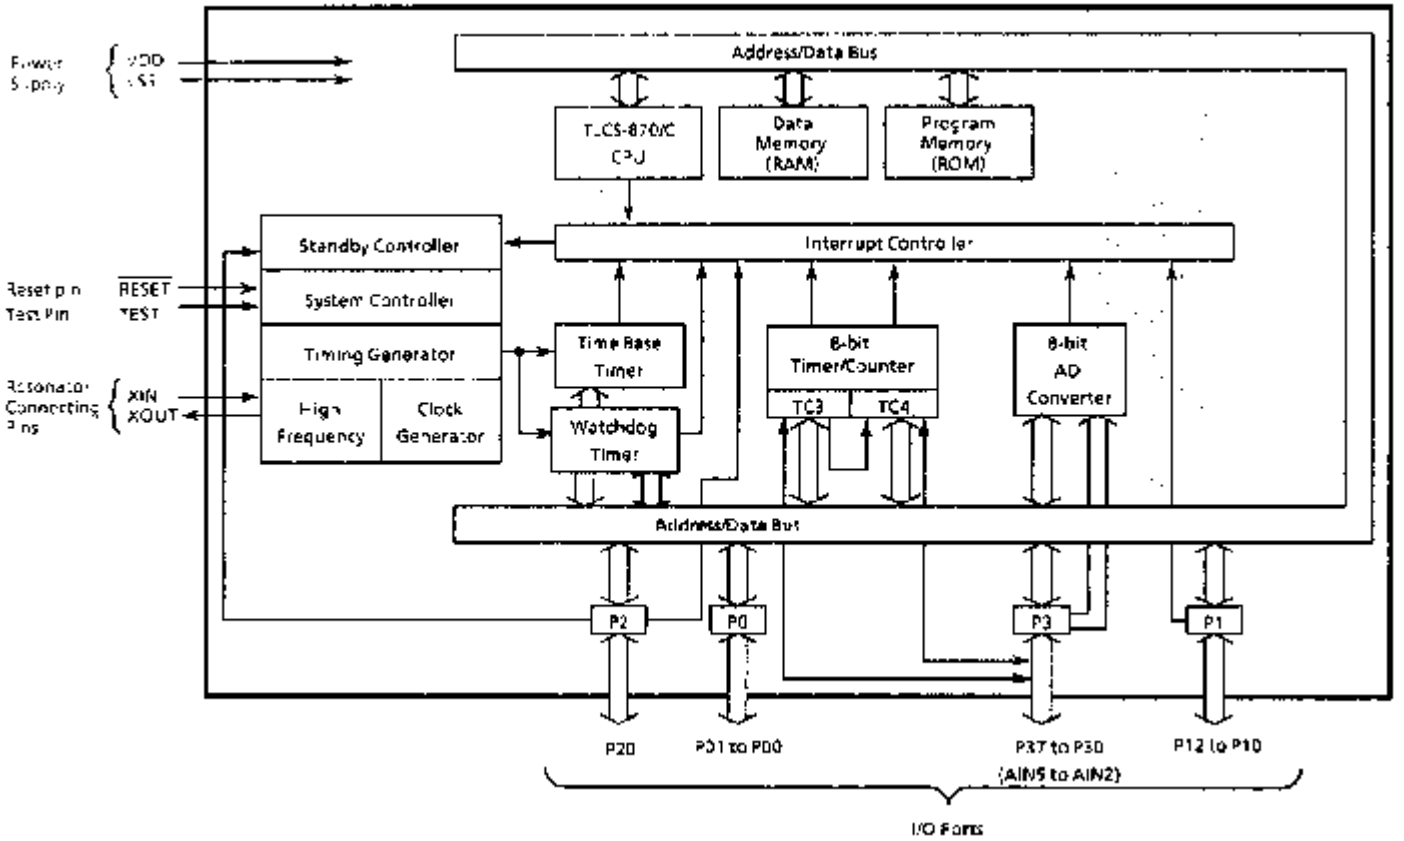 Address/Data Bus
Power
Supply
VDD
VSS
TLCS-870/C
CPU
Data
Memory
(RAM)
Program
Memory
(ROM)
Standby Controller
Interrupt Controller
Reset pin
RESET
Test Pin
TEST
System Controller
Timing Generator
Time Base
Timer
8-bit
Timer/Counter
TC3
TC4
8-bit
AD
Converter
Resonator
Connecting
Pins
XIN
XOUT
High
Frequency
Clock
Generator
Watchdog
Timer
Address/Data Bus
P2
P0
P3
P1
P20
P01 to P00
P37 to P30
(AIN5 to AIN2)
P12 to P10
I/O Ports